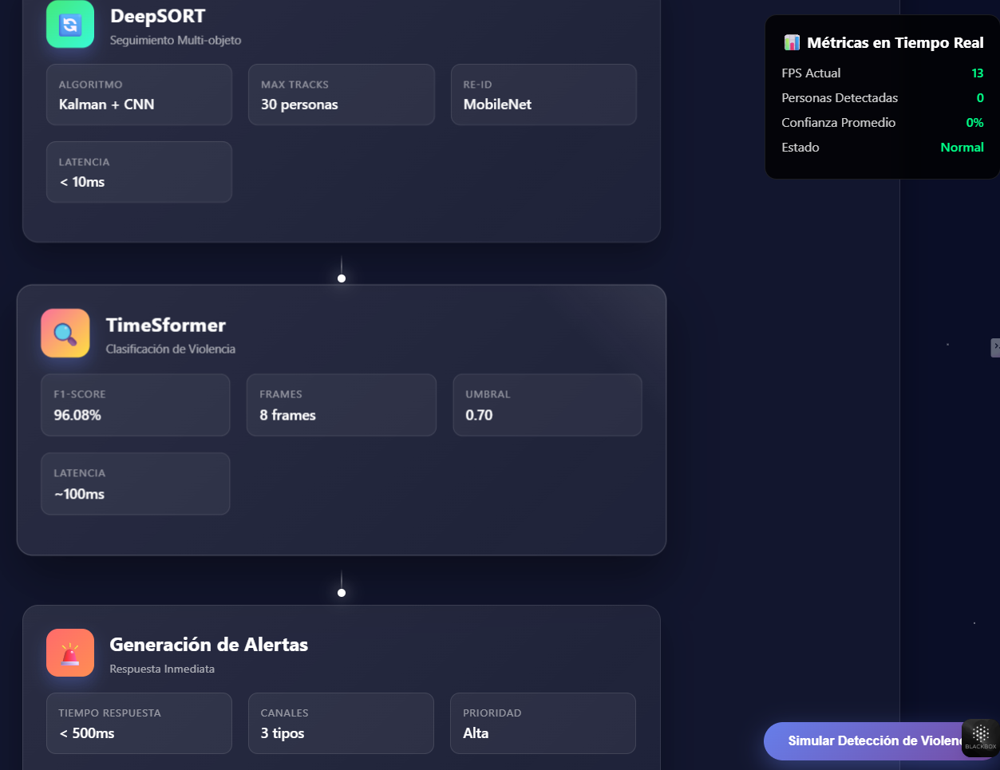 DeepSORT
Seguimiento Multi-objeto
ALGORITMO
Kalman + CNN
MAX TRACKS
30 personas
RE-ID
MobileNet
LATENCIA
< 10ms
TimeSformer
Clasificación de Violencia
F1-SCORE
96.08%
FRAMES
8 frames
UMBRAL
0.70
LATENCIA
~100ms
Generación de Alertas
Respuesta Inmediata
TIEMPO RESPUESTA
< 500ms
CANALES
3 tipos
PRIORIDAD
Alta
Métricas en Tiempo Real
FPS Actual 13
Personas Detectadas 0
Confianza Promedio 0%
Estado Normal
Simular Detección de
BLACKBOX